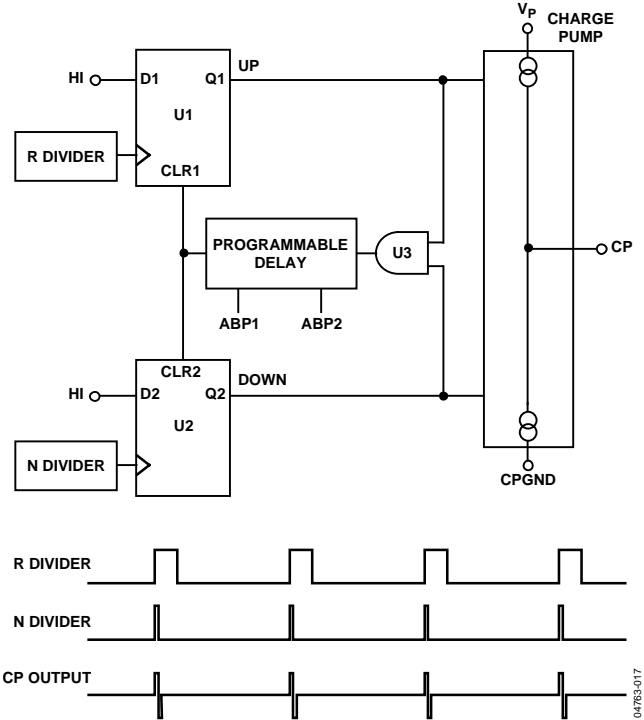 VP
CHARGE
PUMP
HI
D1
Q1
UP
U1
R DIVIDER
CLR1
PROGRAMMABLE
DELAY
U3
CP
ABP1
ABP2
CLR2
HI
D2
Q2
DOWN
U2
N DIVIDER
CPGND
R DIVIDER
N DIVIDER
CP OUTPUT
04763-017